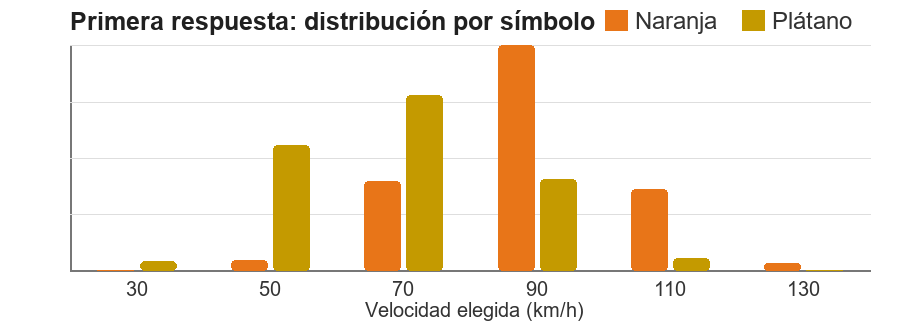 Primera respuesta: distribución por símbolo Naranja Plátano
30 50 70 90 110 130
Velocidad elegida (km/h)